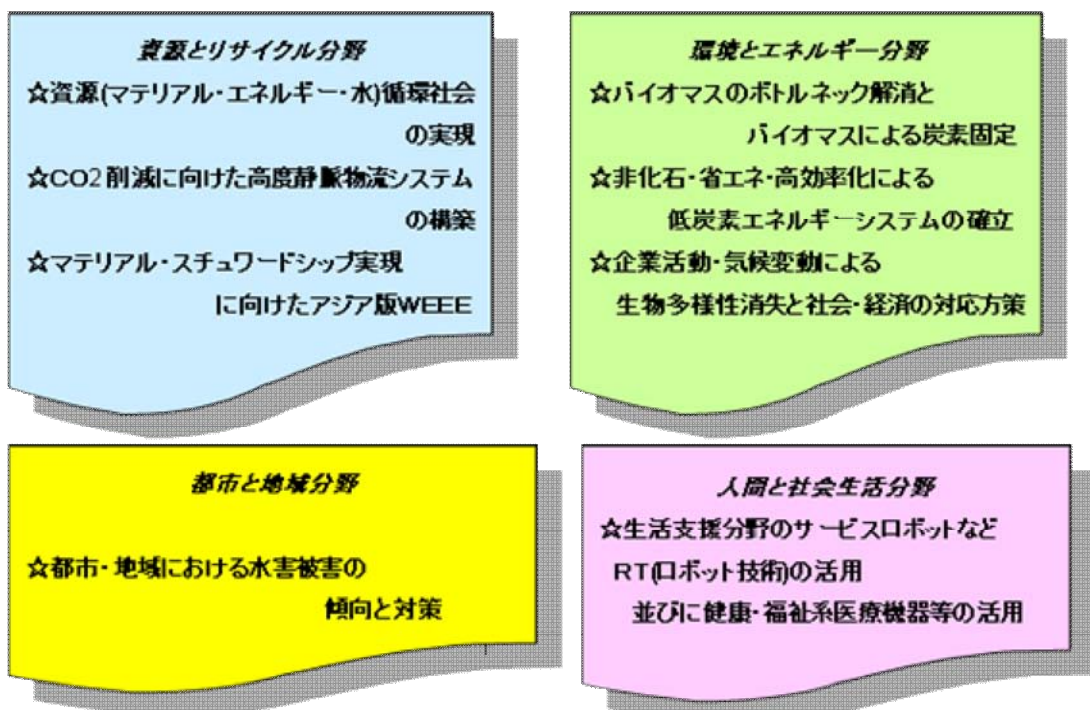 資源とリサイクル分野
☆資源(マテリアル・エネルギー・水)循環社会
の実現
☆CO2削減に向けた高度静脈物流システム
の構築
☆マテリアル・スチュワードシップ実現
に向けたアジア版WEEE
環境とエネルギー分野
☆バイオマスのボトルネック解消と
バイオマスによる炭素固定
☆非化石・省エネ・高効率化による
低炭素エネルギーシステムの確立
☆企業活動・気候変動による
生物多様性消失と社会・経済の対応方策
都市と地域分野
☆都市・地域における水害被害の
傾向と対策
人間と社会生活分野
☆生活支援分野のサービスロボットなど
RT(ロボット技術)の活用
並びに健康・福祉系医療機器等の活用